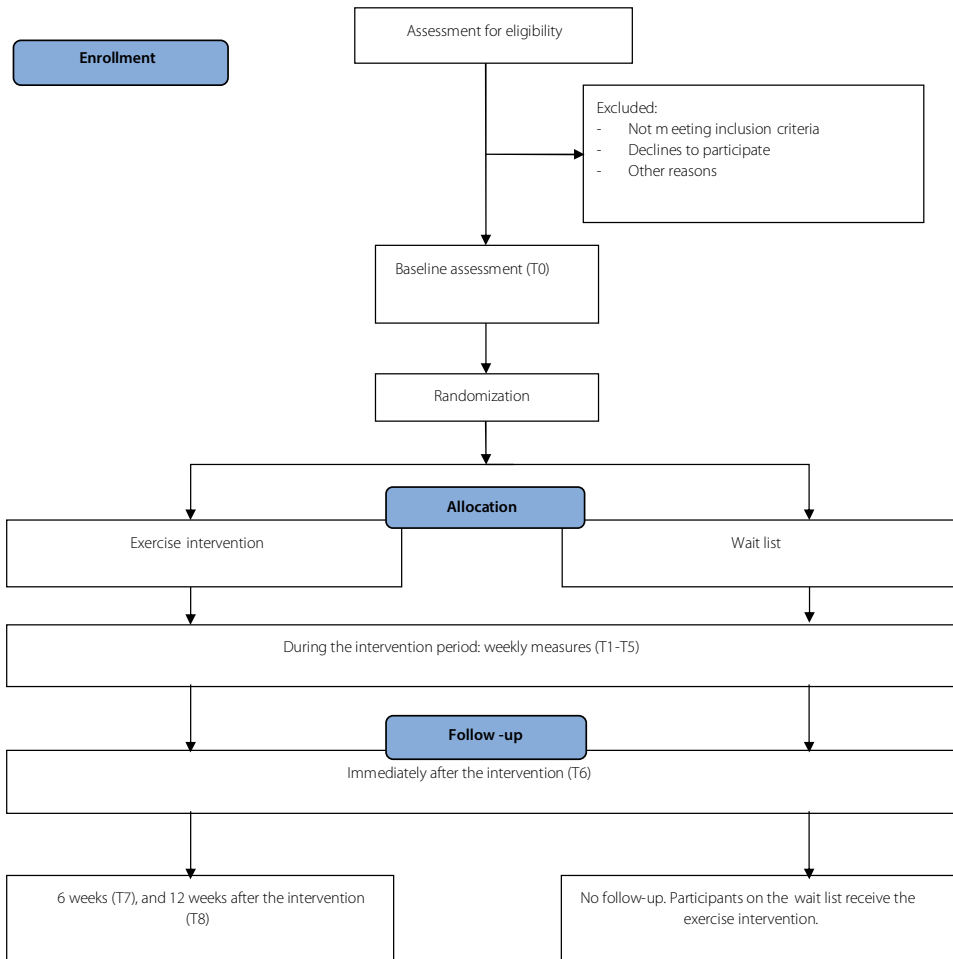 Assessment for eligibility
Enrollment
Excluded:
- Not meeting inclusion criteria
- Declines to participate
- Other reasons
Baseline assessment (T0)
Randomization
Allocation
Exercise intervention
Wait list
During the intervention period: weekly measures (T1-T5)
Follow -up
Immediately after the intervention (T6)
6 weeks (T7), and 12 weeks after the intervention
(T8)
No follow-up. Participants on the wait list receive the
exercise intervention.